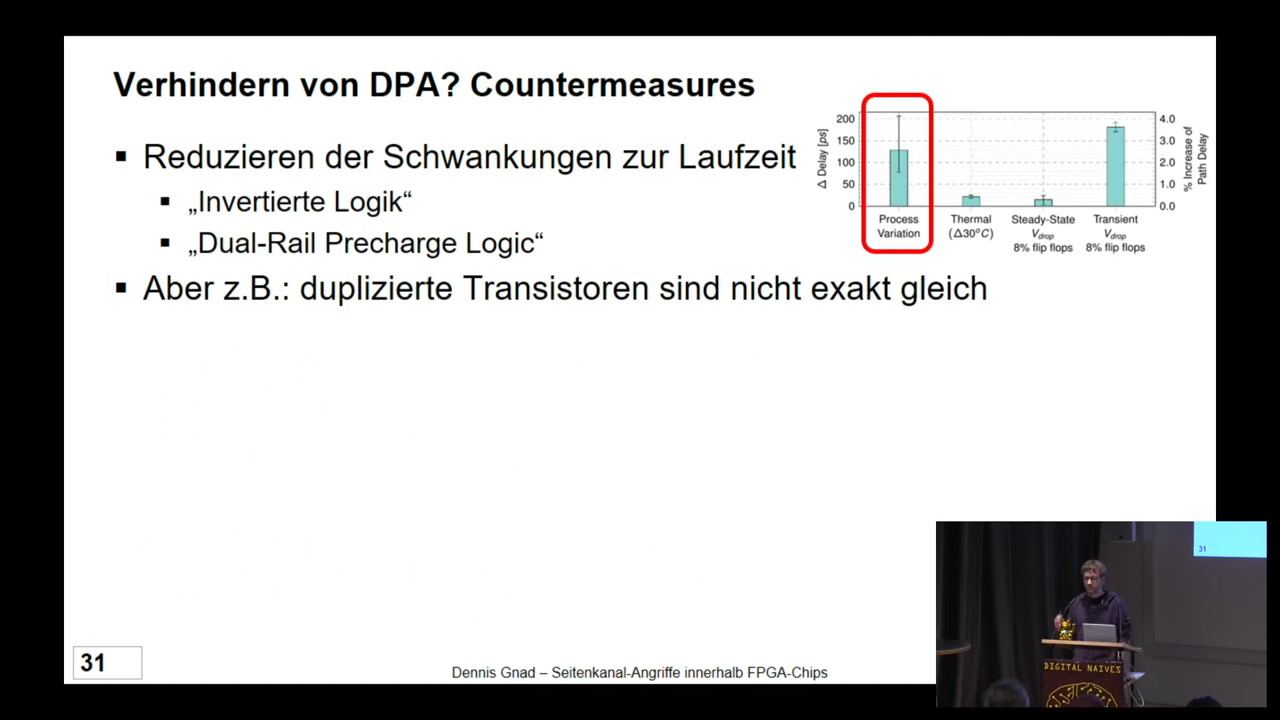 Verhindern von DPA? Countermeasures
▪ Reduzieren der Schwankungen zur Laufzeit
▪ „Invertierte Logik“
▪ „Dual-Rail Precharge Logic“
▪ Aber z.B.: duplizierte Transistoren sind nicht exakt gleich
Δ Delay [ps]
200
150
100
50
0
4.0
3.0
2.0
1.0
0.0
% Increase of
Path Delay
Process
Variation
Thermal
(Δ30°C)
Steady-State
Vdrop
8% flip flops
Transient
Vdrop
8% flip flops
31
Dennis Gnad – Seitenkanal-Angriffe innerhalb FPGA-Chips
31
DIGITAL NAIVES